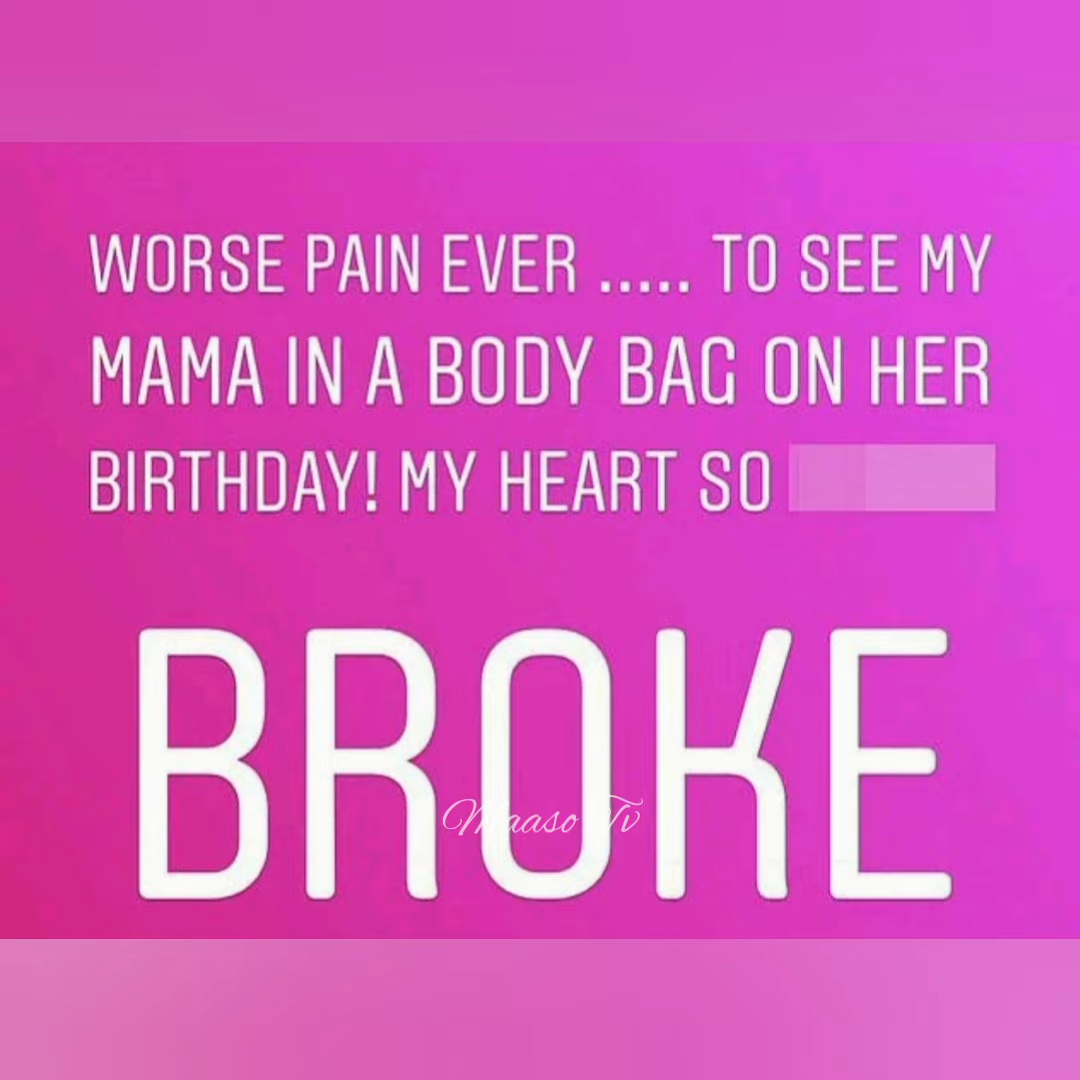 WORSE PAIN EVER ..... TO SEE MY
MAMA IN A BODY BAG ON HER
BIRTHDAY! MY HEART SO
BROKE
Maaso Tv